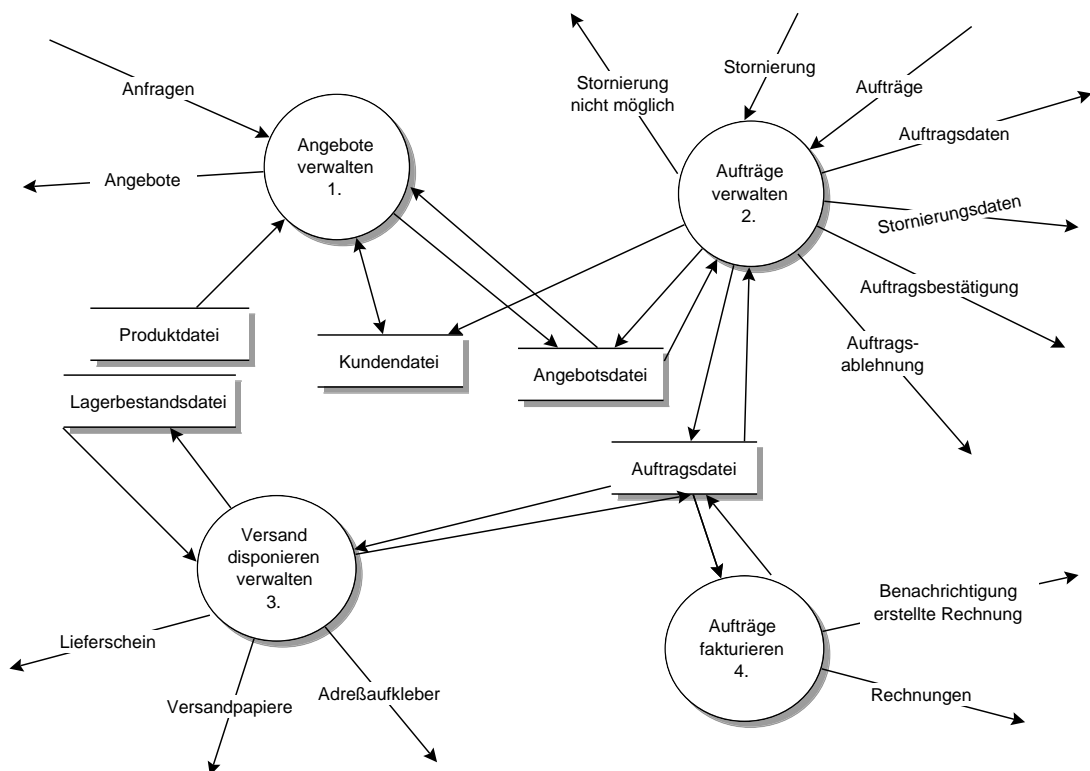 Anfragen
Angebote
Angebote
verwalten
1.
Stornierung
nicht möglich
Stornierung
Aufträge
Auftragsdaten
Stornierungsdaten
Auftragsbestätigung
Auftrags-
ablehnung
Aufträge
verwalten
2.
Produktdatei
Kundendatei
Angebotsdatei
Lagerbestandsdatei
Auftragsdatei
Versand
disponieren
verwalten
3.
Lieferschein
Versandpapiere
Adreßaufkleber
Aufträge
fakturieren
4.
Benachrichtigung
erstellte Rechnung
Rechnungen